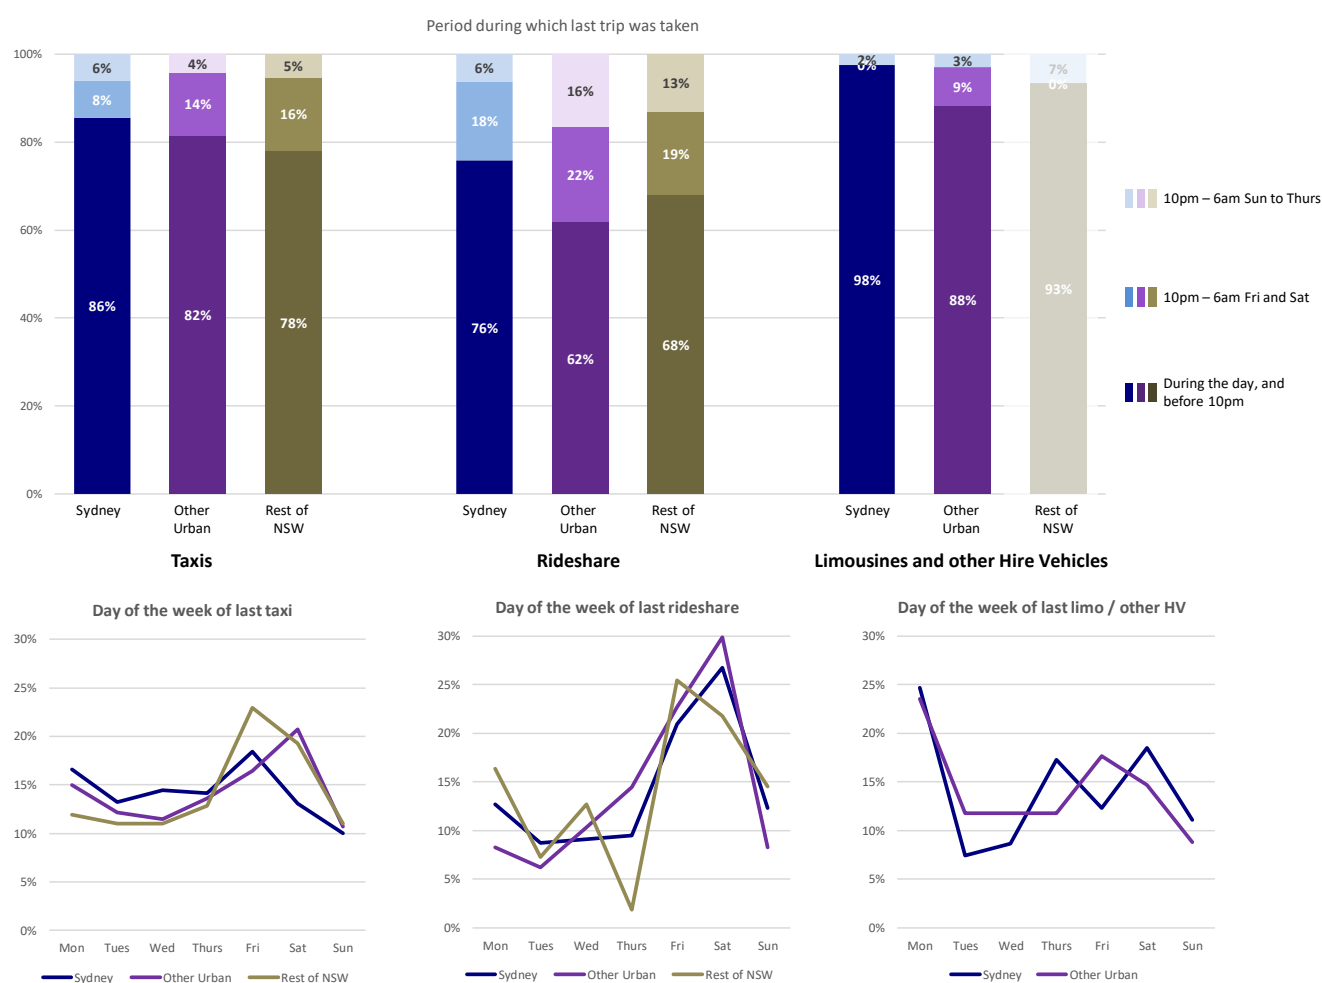 Period during which last trip was taken
100%
80%
60%
40%
20%
0%
6%
8%
86%
4%
14%
82%
5%
16%
78%
6%
18%
76%
16%
22%
62%
13%
19%
68%
2%
0%
98%
3%
9%
88%
7%
0%
93%
10pm – 6am Sun to Thurs
10pm – 6am Fri and Sat
During the day, and
before 10pm
Sydney
Other
Urban
Rest of
NSW
Sydney
Other
Urban
Rest of
NSW
Sydney
Other
Urban
Rest of
NSW
Taxis
Rideshare
Limousines and other Hire Vehicles
Day of the week of last taxi
30%
25%
20%
15%
10%
5%
0%
Mon Tues Wed Thurs Fri Sat Sun
Sydney Other Urban Rest of NSW
Day of the week of last rideshare
30%
25%
20%
15%
10%
5%
0%
Mon Tues Wed Thurs Fri Sat Sun
Sydney Other Urban Rest of NSW
Day of the week of last limo / other HV
30%
25%
20%
15%
10%
5%
0%
Mon Tues Wed Thurs Fri Sat Sun
Sydney Other Urban